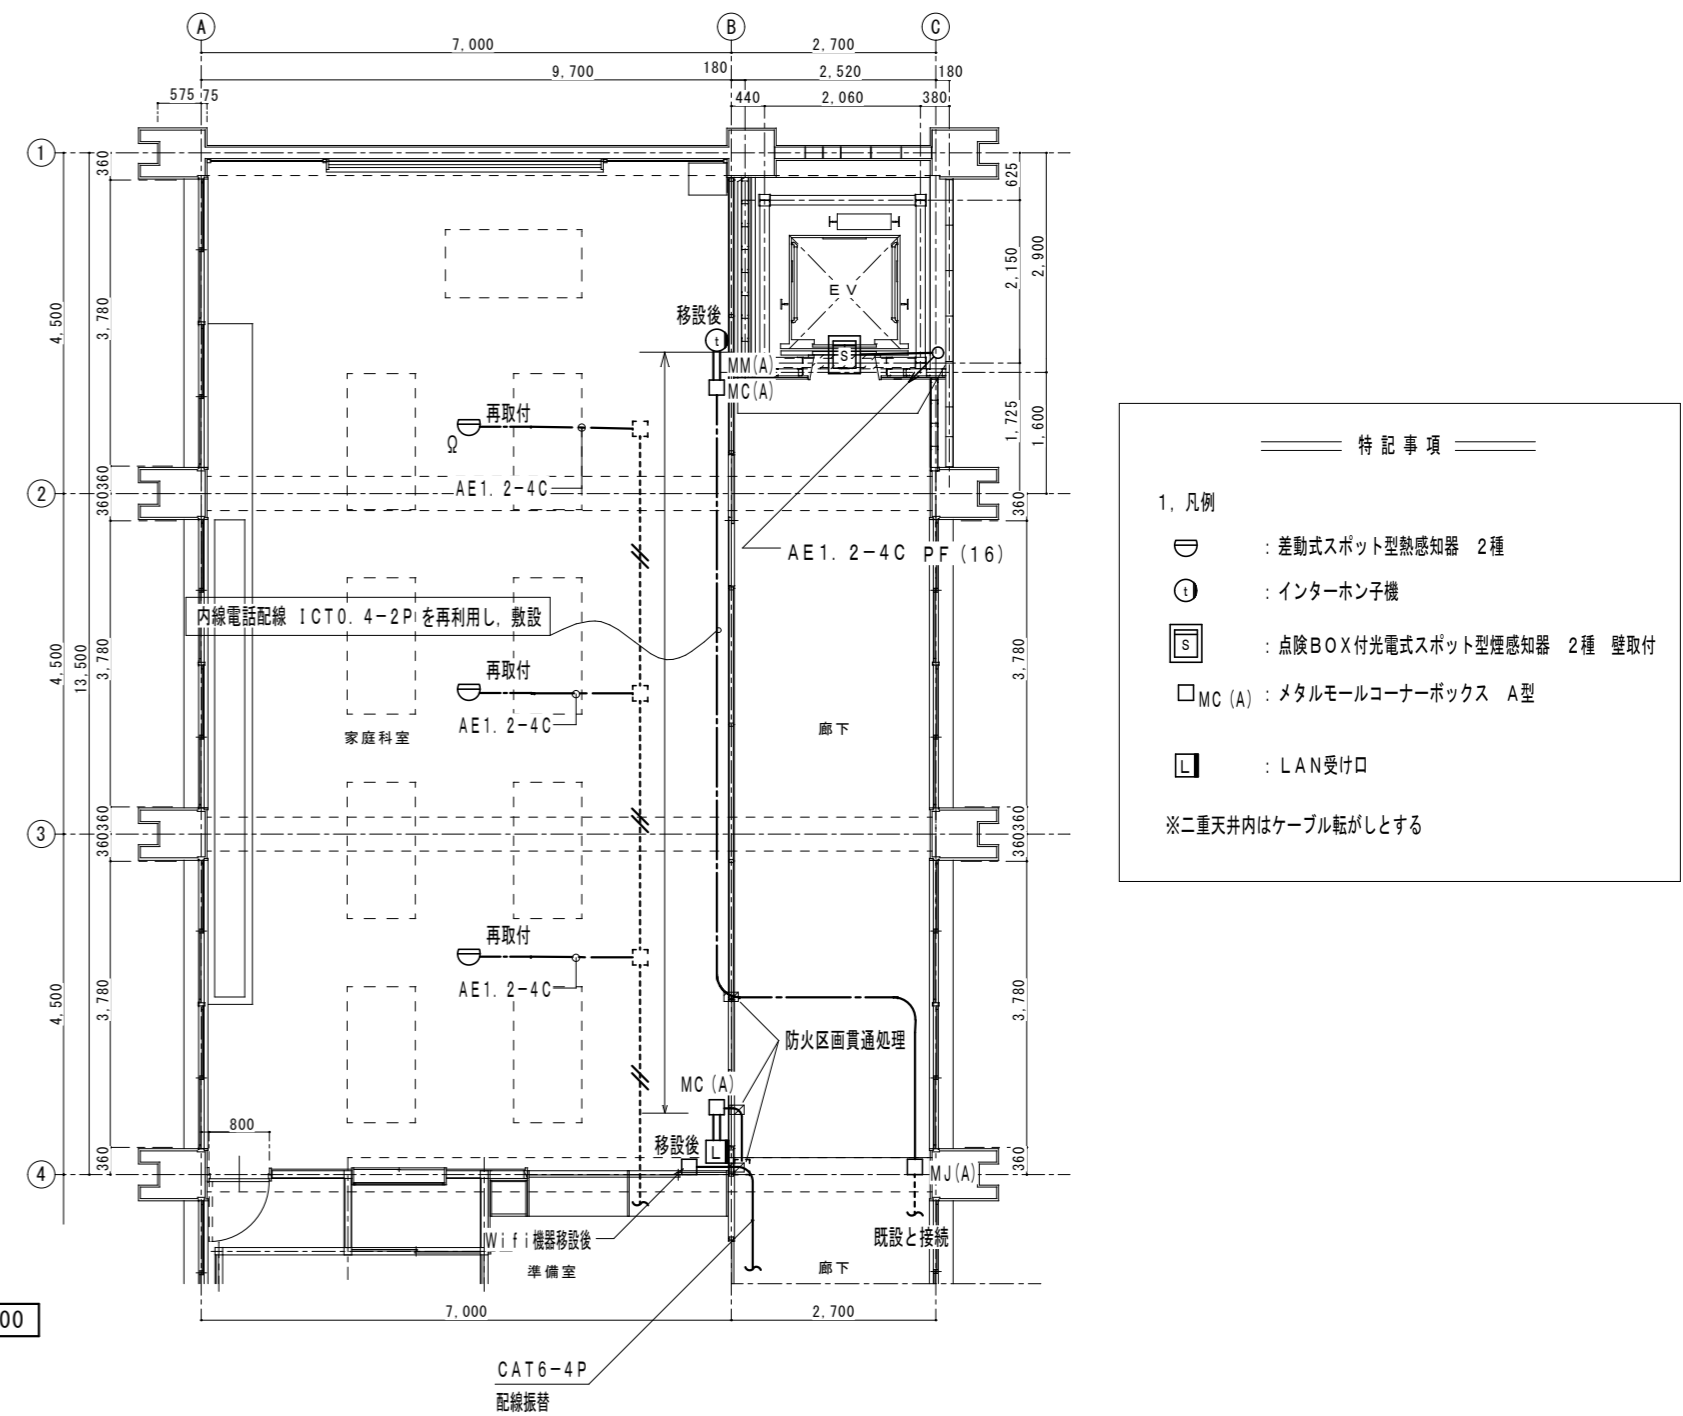 A
B
C
7,000
2,700
9,700
180
2,520
180
575
75
440
2,060
380
1
360
625
2,150
2,900
4,500
3,780
EV
移設後
t
S
MM(A)
MC(A)
再取付
Ω
1,725
1,600
AE1.2-4C
2
360
360
360
AE1.2-4C PF(16)
内線電話配線 ICT0.4-2Pを再利用し,敷設
4,500
13,500
3,780
3,780
再取付
AE1.2-4C
家庭科室
廊下
3
360
360
360
360
再取付
AE1.2-4C
4,500
3,780
3,780
防火区画貫通処理
MC(A)
800
移設後
L
4
360
360
MJ(A)
Wifi機器移設後
既設と接続
準備室
廊下
7,000
2,700
00
CAT6-4P
配線振替
特記事項
1,凡例
:差動式スポット型熱感知器 2種
t :インターホン子機
S :点険BOX付光電式スポット型煙感知器 2種 壁取付
MC(A) :メタルモールコーナーボックス A型
L :LAN受け口
※二重天井内はケーブル転がしとする